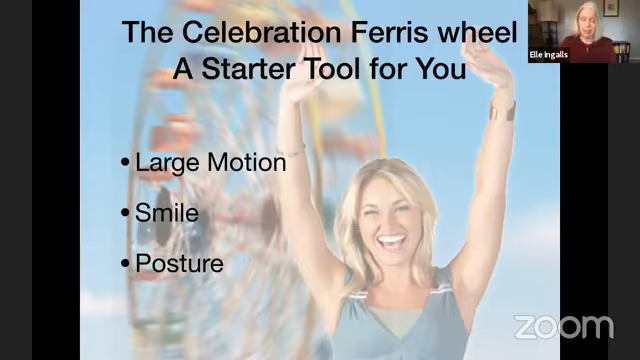 The Celebration Ferris wheel
A Starter Tool for You
Elle Ingalls
• Large Motion
• Smile
• Posture
zoom